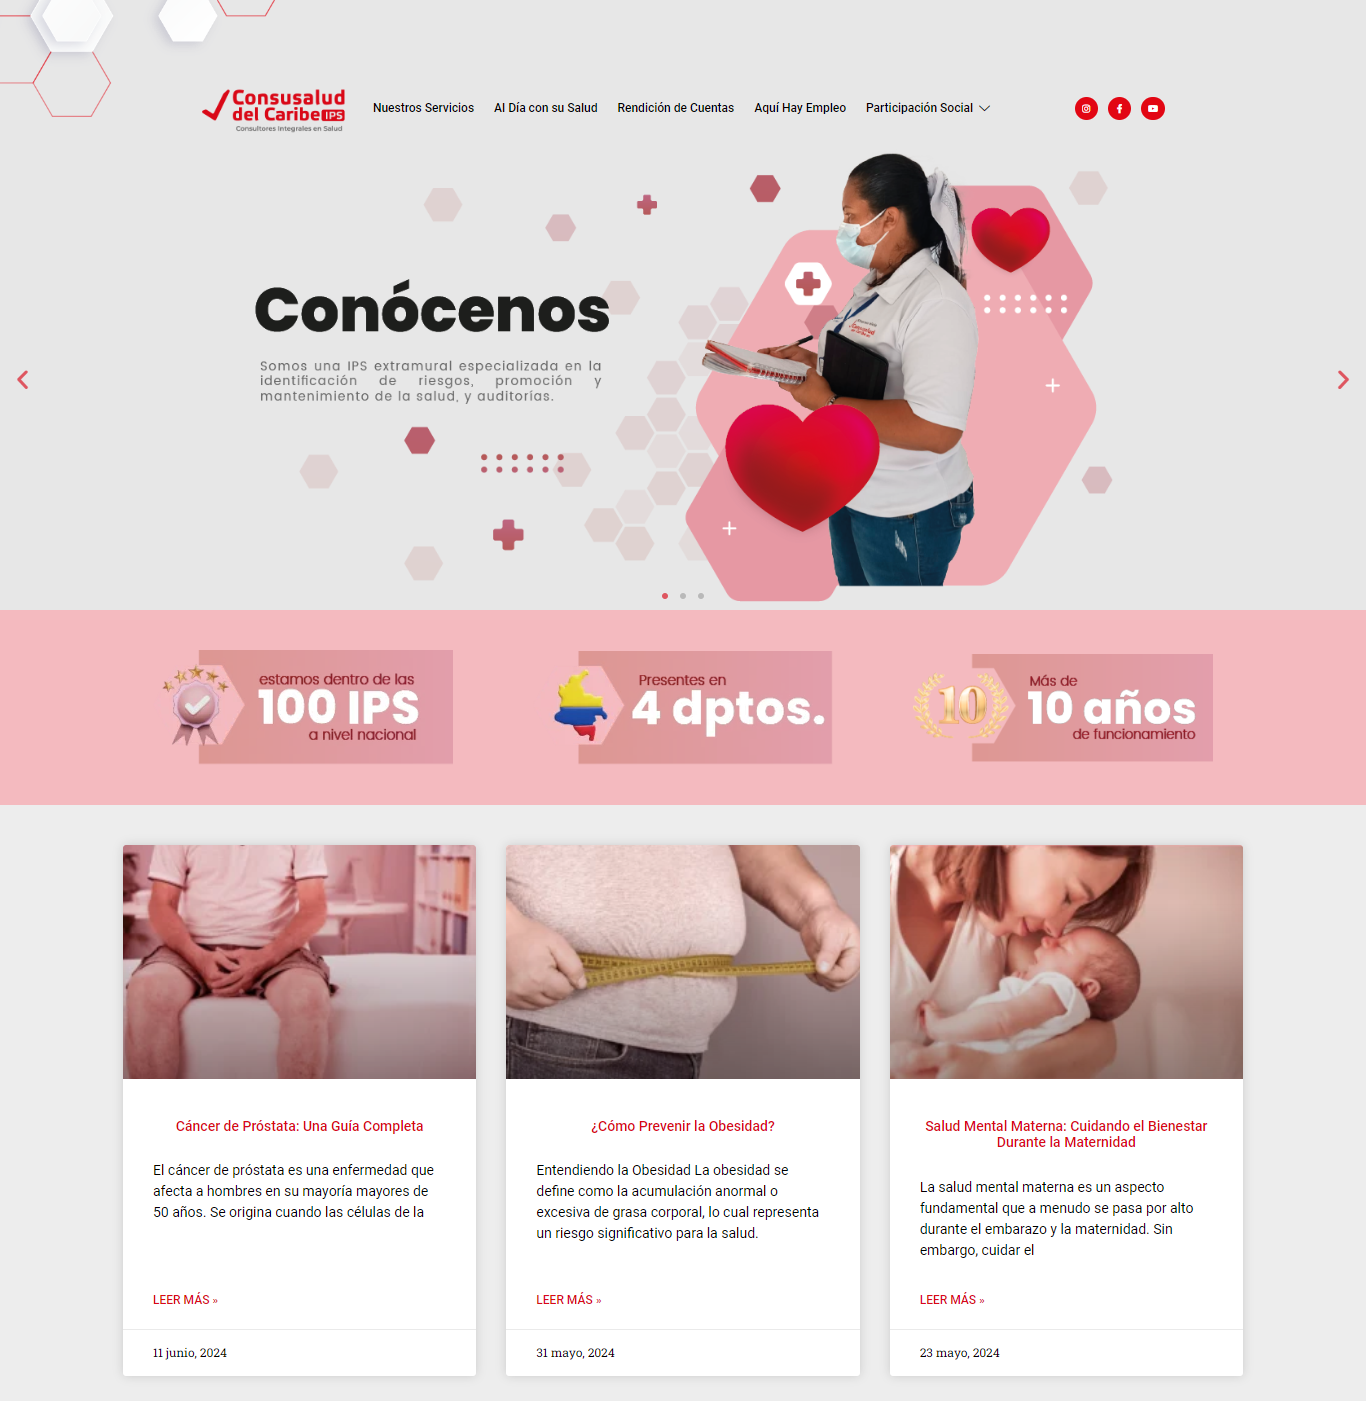 Consusalud
del Caribe IPS
Consultores Integrales en Salud
Nuestros Servicios
Al Día con su Salud
Rendición de Cuentas
Aquí Hay Empleo
Participación Social
Conócenos
Somos una IPS extramural especializada en la
identificación de riesgos, promoción y
mantenimiento de la salud, y auditorías.
Consusalud
estamos dentro de las
100 IPS
a nivel nacional
Presentes en
4 dptos.
10
Más de
10 años
de funcionamiento
Cáncer de Próstata: Una Guía Completa
El cáncer de próstata es una enfermedad que
afecta a hombres en su mayoría mayores de
50 años. Se origina cuando las células de la
LEER MÁS »
11 junio, 2024
¿Cómo Prevenir la Obesidad?
Entendiendo la Obesidad La obesidad se
define como la acumulación anormal o
excesiva de grasa corporal, lo cual representa
un riesgo significativo para la salud.
LEER MÁS »
31 mayo, 2024
Salud Mental Materna: Cuidando el Bienestar
Durante la Maternidad
La salud mental materna es un aspecto
fundamental que a menudo se pasa por alto
durante el embarazo y la maternidad. Sin
embargo, cuidar el
LEER MÁS »
23 mayo, 2024